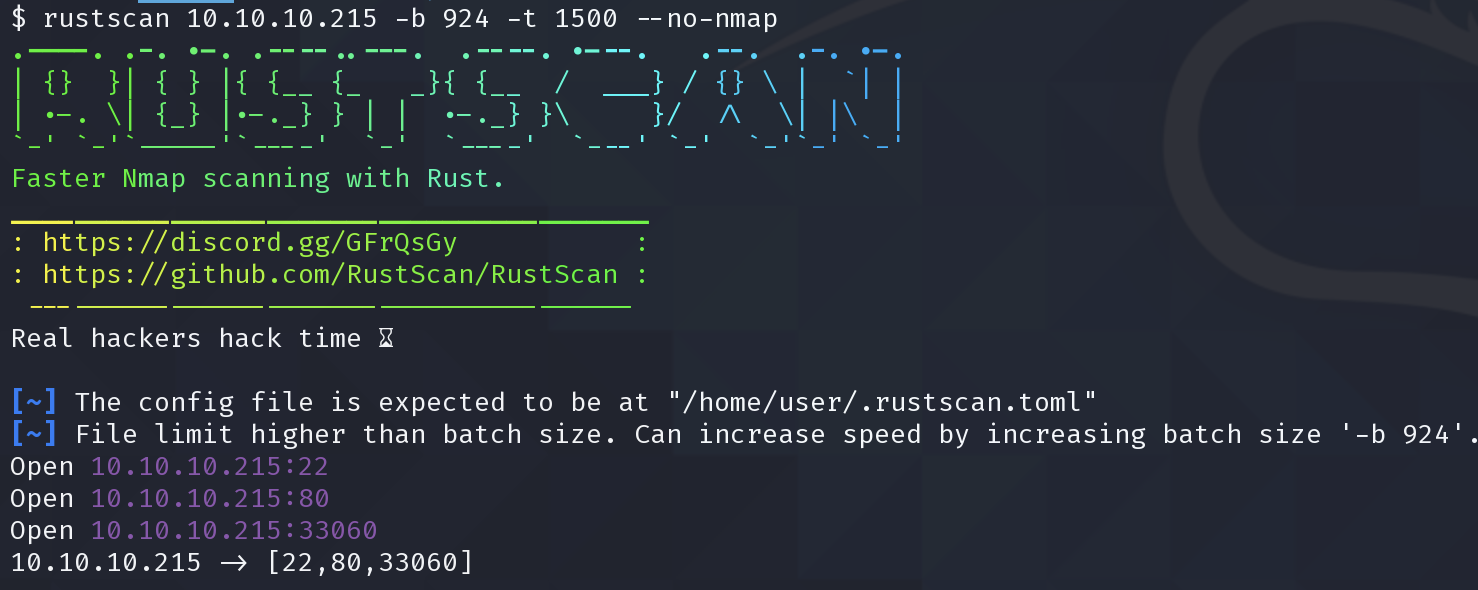 $ rustscan 10.10.10.215 -b 924 -t 1500 --no-nmap
Faster Nmap scanning with Rust.
: https://discord.gg/GFrQsGy :
: https://github.com/RustScan/RustScan :
Real hackers hack time ⌛
[~] The config file is expected to be at "/home/user/.rustscan.toml"
[~] File limit higher than batch size. Can increase speed by increasing batch size '-b 924'.
Open 10.10.10.215:22
Open 10.10.10.215:80
Open 10.10.10.215:33060
10.10.10.215 -> [22,80,33060]